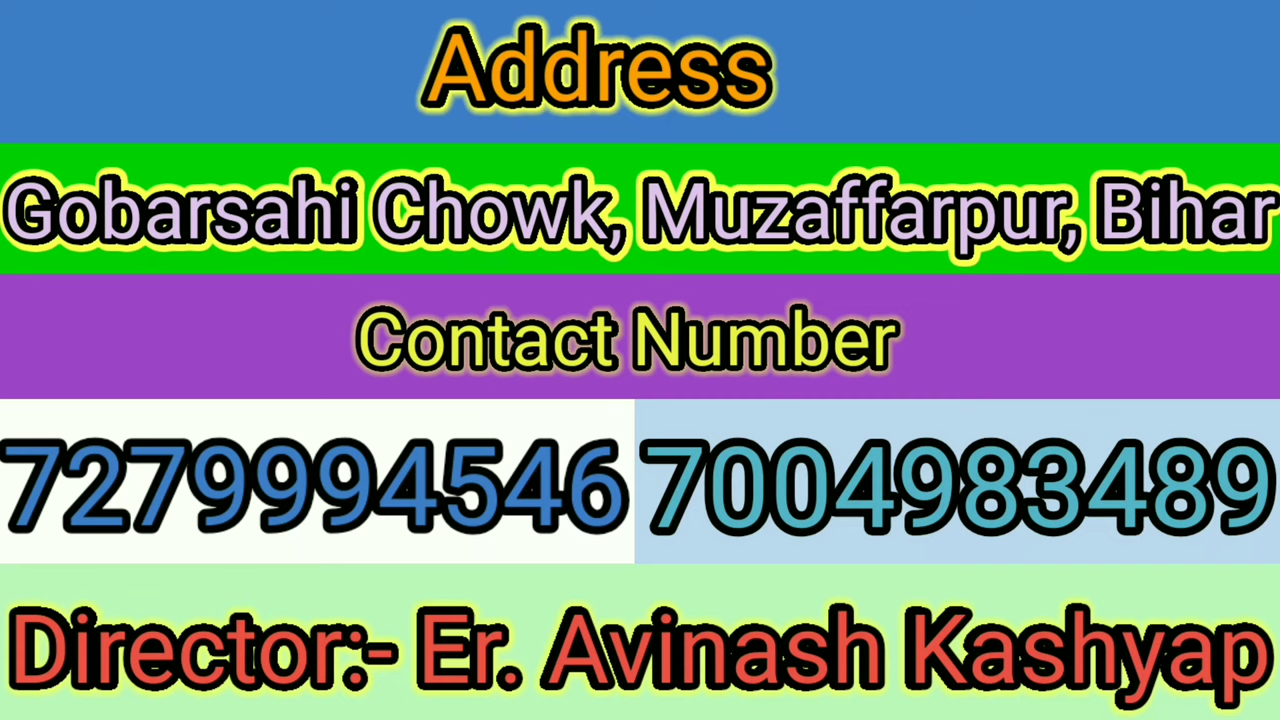 Address
Gobarsahi Chowk, Muzaffarpur, Bihar
Contact Number
7279994546 7004983489
Director:- Er. Avinash Kashyap